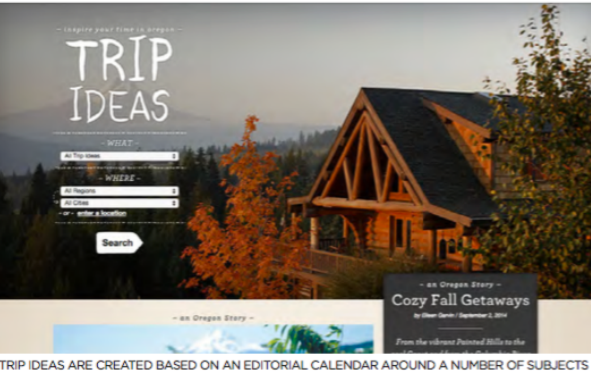 ~ inspire your time in oregon ~
TRIP
IDEAS
~ WHAT ~
All Trip Ideas
~ WHERE ~
All Regions
All Cities
- or - enter a location
Search
~ an Oregon Story ~
Cozy Fall Getaways
by Eileen Garvin / September 2, 2014
From the vibrant Painted Hills to the
~ an Oregon Story ~
TRIP IDEAS ARE CREATED BASED ON AN EDITORIAL CALENDAR AROUND A NUMBER OF SUBJECTS